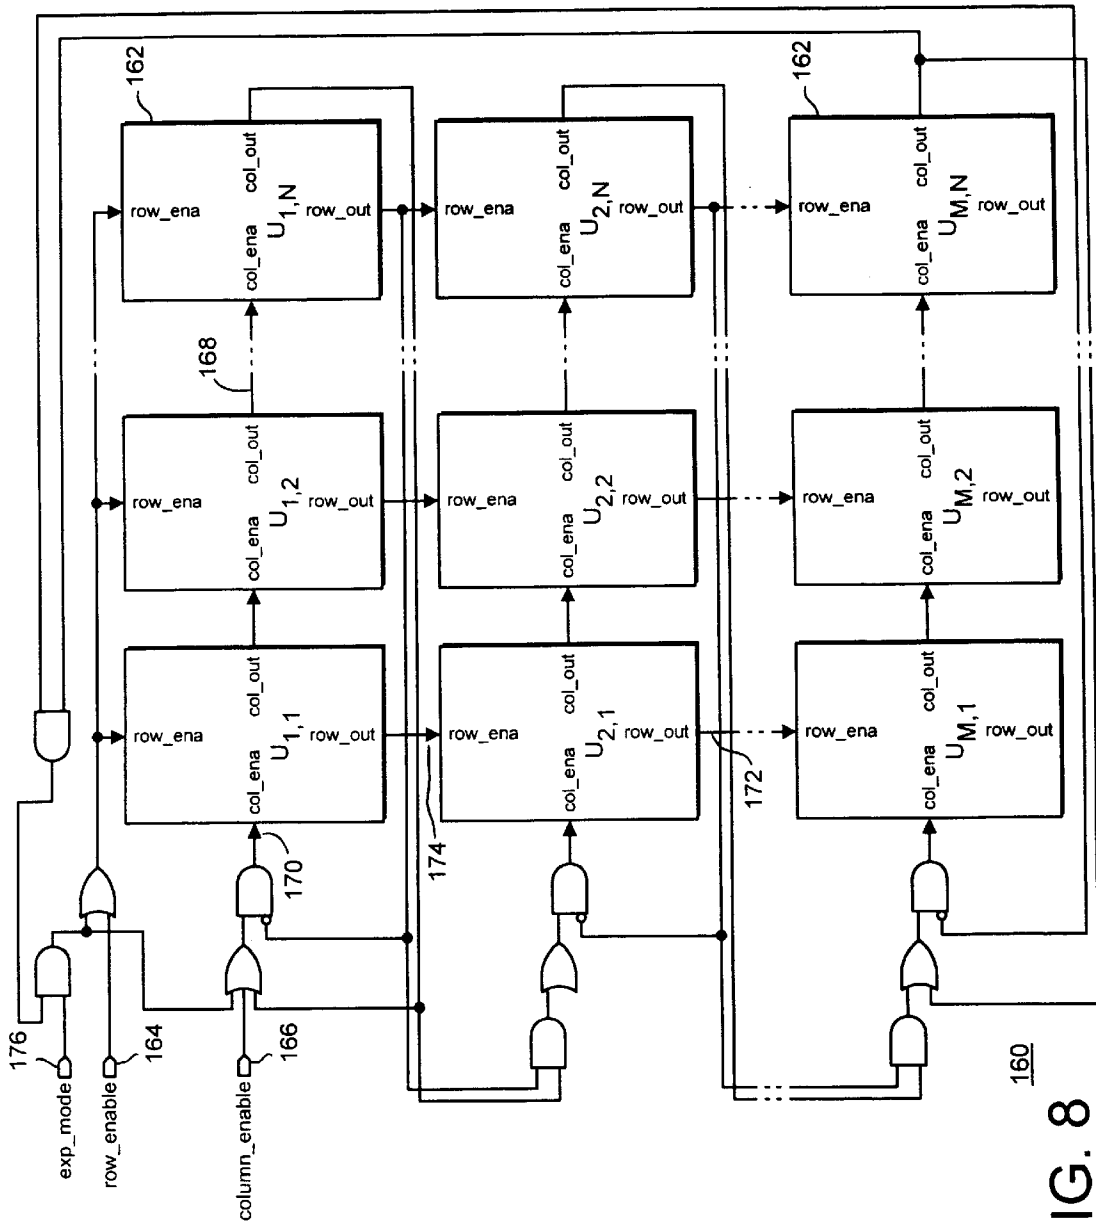 162
row_ena
col_ena
U1,N
col_out
row_out
row_ena
col_ena
U2,N
col_out
row_out
162
row_ena
col_ena
UM,N
col_out
row_out
168
row_ena
col_ena
U1,2
col_out
row_out
row_ena
col_ena
U2,2
col_out
row_out
row_ena
col_ena
UM,2
col_out
row_out
row_ena
col_ena
U1,1
col_out
row_out
170
174
row_ena
col_ena
U2,1
col_out
row_out
172
row_ena
col_ena
UM,1
col_out
row_out
176
exp_mode
164
row_enable
166
column_enable
160
IG. 8